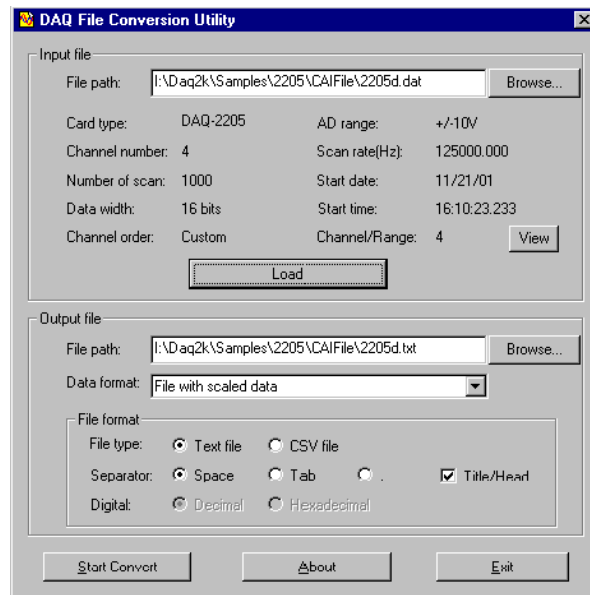 DAQ File Conversion Utility
Input file
File path: I:\Daq2k\Samples\2205\CAIFile\2205d.dat Browse...
Card type: DAQ-2205 AD range: +/-10V
Channel number: 4 Scan rate(Hz): 125000.000
Number of scan: 1000 Start date: 11/21/01
Data width: 16 bits Start time: 16:10:23.233
Channel order: Custom Channel/Range: 4 View
Load
Output file
File path: I:\Daq2k\Samples\2205\CAIFile\2205d.txt Browse...
Data format: File with scaled data
File format
File type: Text file CSV file
Separator: Space Tab . Title/Head
Digital: Decimal Hexadecimal
Start Convert About Exit